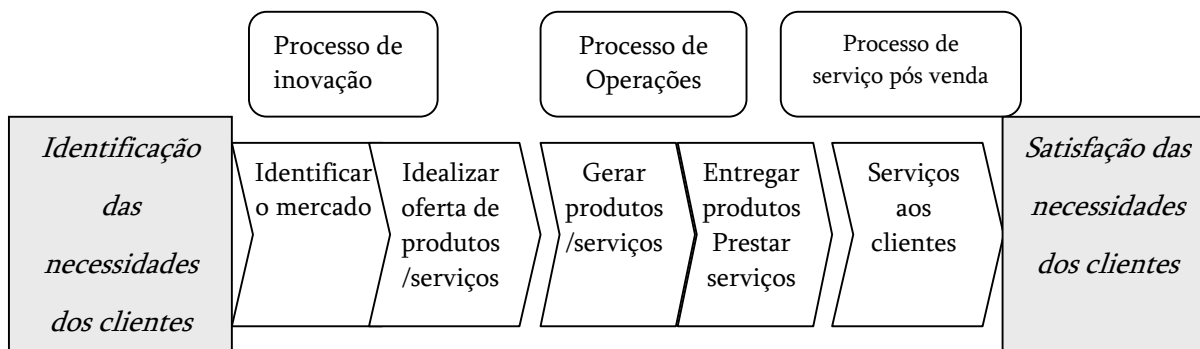 Processo de
inovação
Processo de
Operações
Processo de
serviço pós venda
Identificação
das
necessidades
dos clientes
Identificar
o mercado
Idealizar
oferta de
produtos
/serviços
Gerar
produtos
/serviços
Entregar
produtos
Prestar
serviços
Serviços
aos
clientes
Satisfação das
necessidades
dos clientes